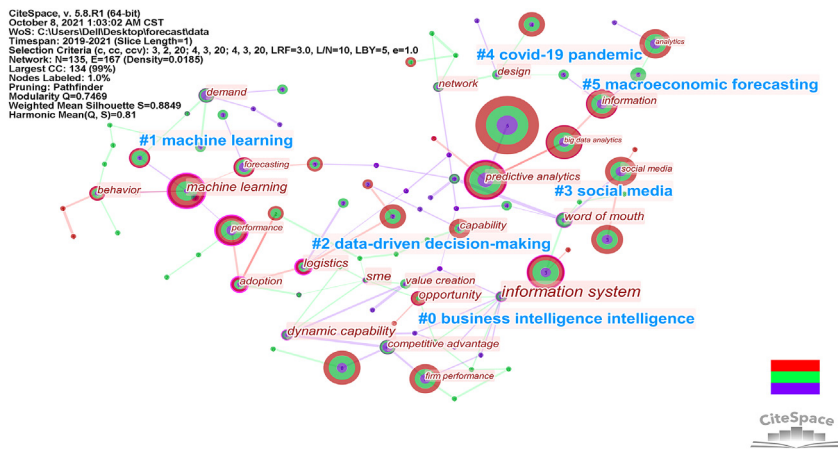 CiteSpace, v. 5.8.R1 (64-bit)
October 8, 2021 1:03:02 AM CST
WoS: C:\Users\Dell\Desktop\forecast\data
Timespan: 2019-2021 (Slice Length=1)
Selection Criteria (c, cc, ccv): 3, 2, 20; 4, 3, 20; 4, 3, 20, LRF=3.0, L/N=10, LBY=5, e=1.0
Network: N=135, E=167 (Density=0.0185)
Largest CC: 134 (99%)
Nodes Labeled: 1.0%
Pruning: Pathfinder
Modularity Q=0.7469
Weighted Mean Silhouette S=0.8849
Harmonic Mean(Q, S)=0.81
analytics
#4 covid-19 pandemic
design
network
#5 macroeconomic forecasting
demand
information
#1 machine learning
big data analytics
forecasting
social media
predictive analytics
machine learning
behavior
#3 social media
word of mouth
performance
capability
#2 data-driven decision-making
logistics
adoption
sme
value creation
information system
opportunity
#0 business intelligence intelligence
dynamic capability
competitive advantage
firm performance
CiteSpace